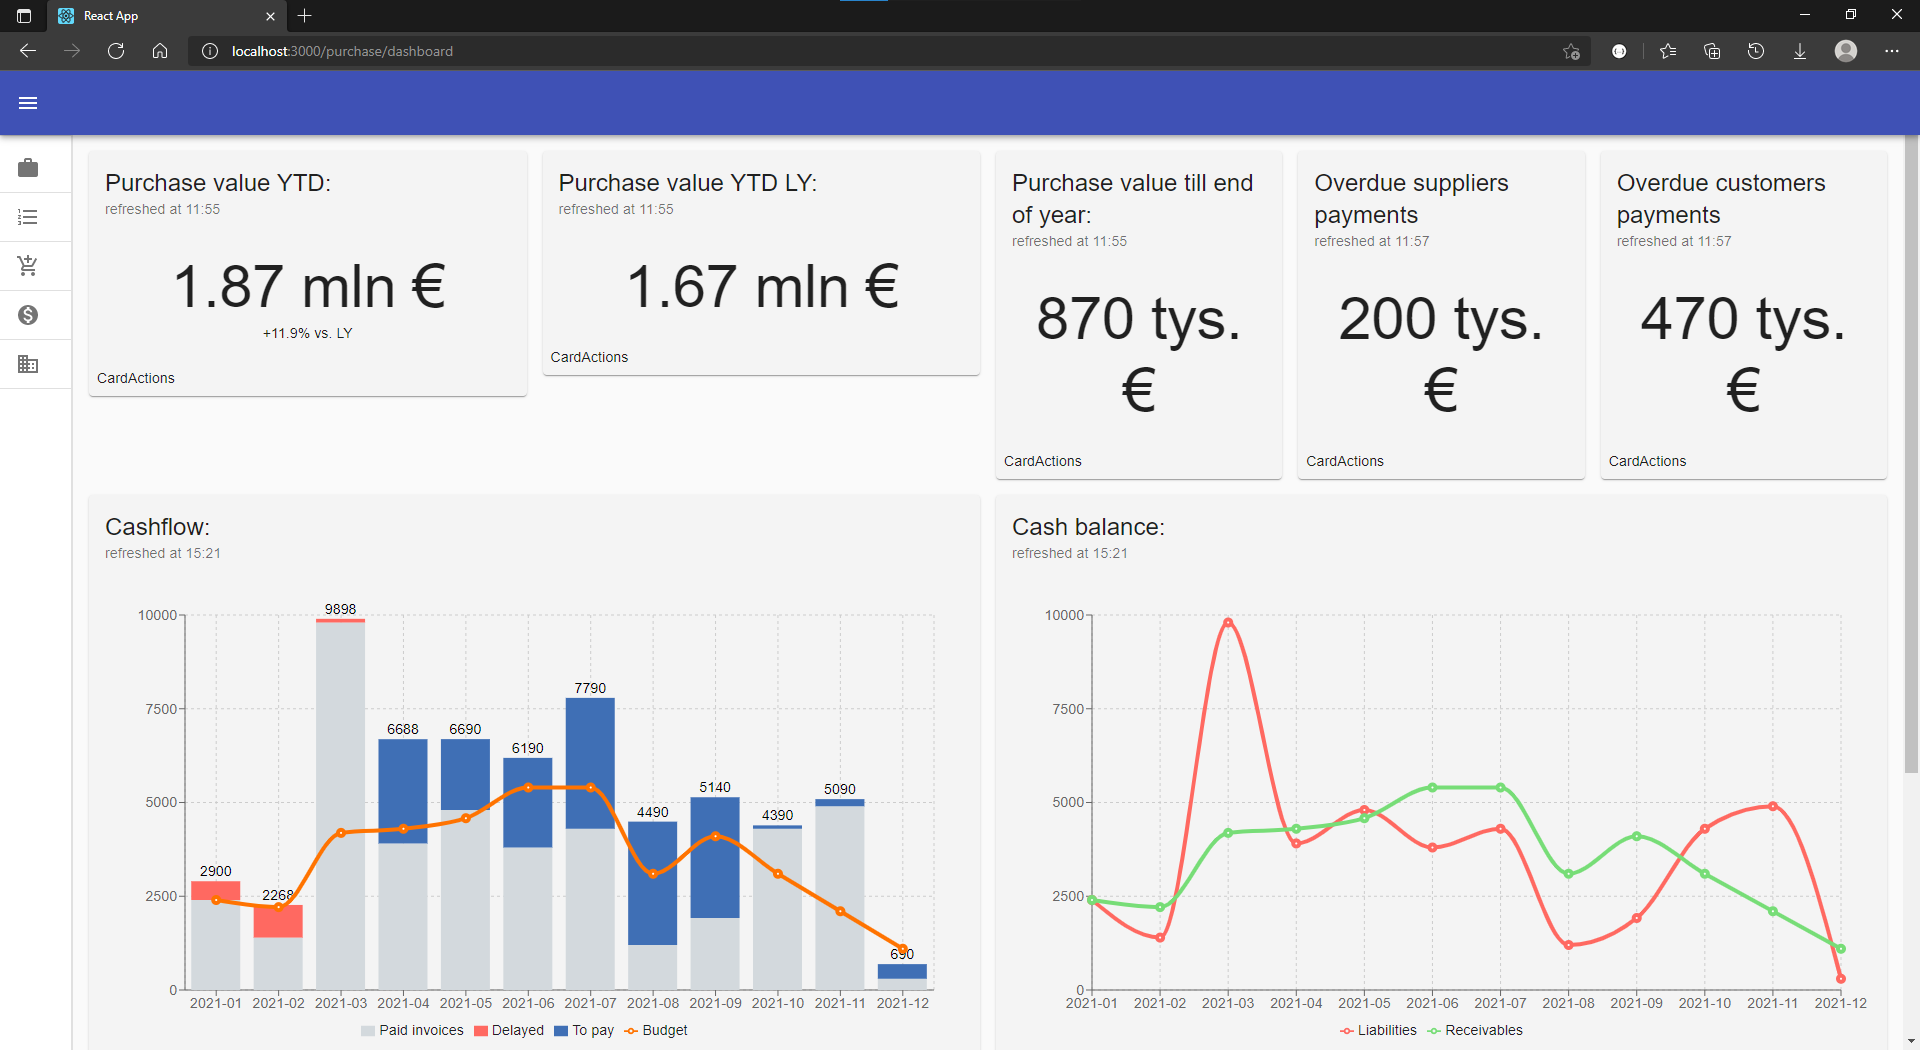 React App
localhost:3000/purchase/dashboard
Purchase value YTD:
refreshed at 11:55
1.87 mln €
+11.9% vs. LY
CardActions
Purchase value YTD LY:
refreshed at 11:55
1.67 mln €
CardActions
Purchase value till end
of year:
refreshed at 11:55
870 tys.
€
CardActions
Overdue suppliers
payments
refreshed at 11:57
200 tys.
€
CardActions
Overdue customers
payments
refreshed at 11:57
470 tys.
€
CardActions
Cashflow:
refreshed at 15:21
10000
7500
5000
2500
0
2900
2268
9898
6688
6690
6190
7790
4490
5140
4390
5090
690
2021-01 2021-02 2021-03 2021-04 2021-05 2021-06 2021-07 2021-08 2021-09 2021-10 2021-11 2021-12
Paid invoices Delayed To pay Budget
Cash balance:
refreshed at 15:21
10000
7500
5000
2500
0
2021-01 2021-02 2021-03 2021-04 2021-05 2021-06 2021-07 2021-08 2021-09 2021-10 2021-11 2021-12
Liabilities Receivables